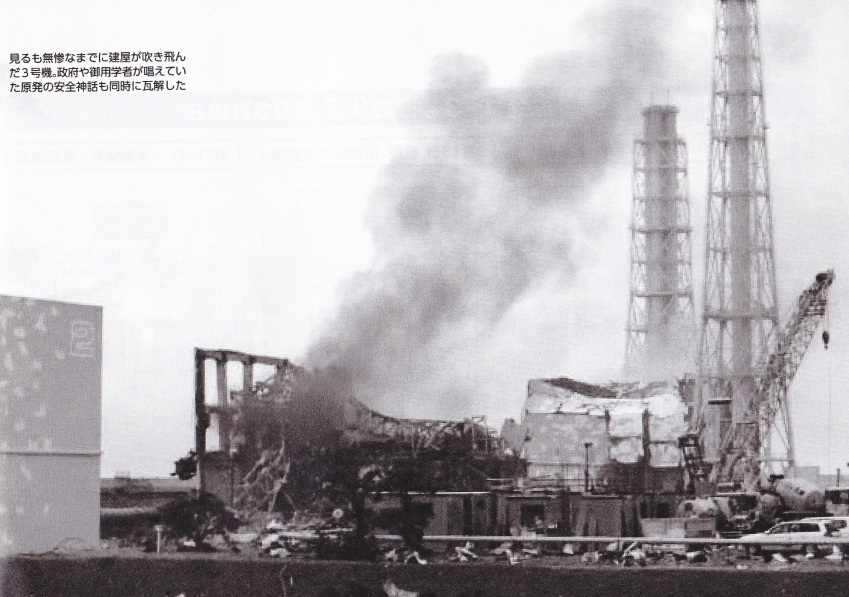 見るも無惨なまでに建屋が吹き飛ん
だ3号機。政府や御用学者が唱えてい
た原発の安全神話も同時に瓦解した